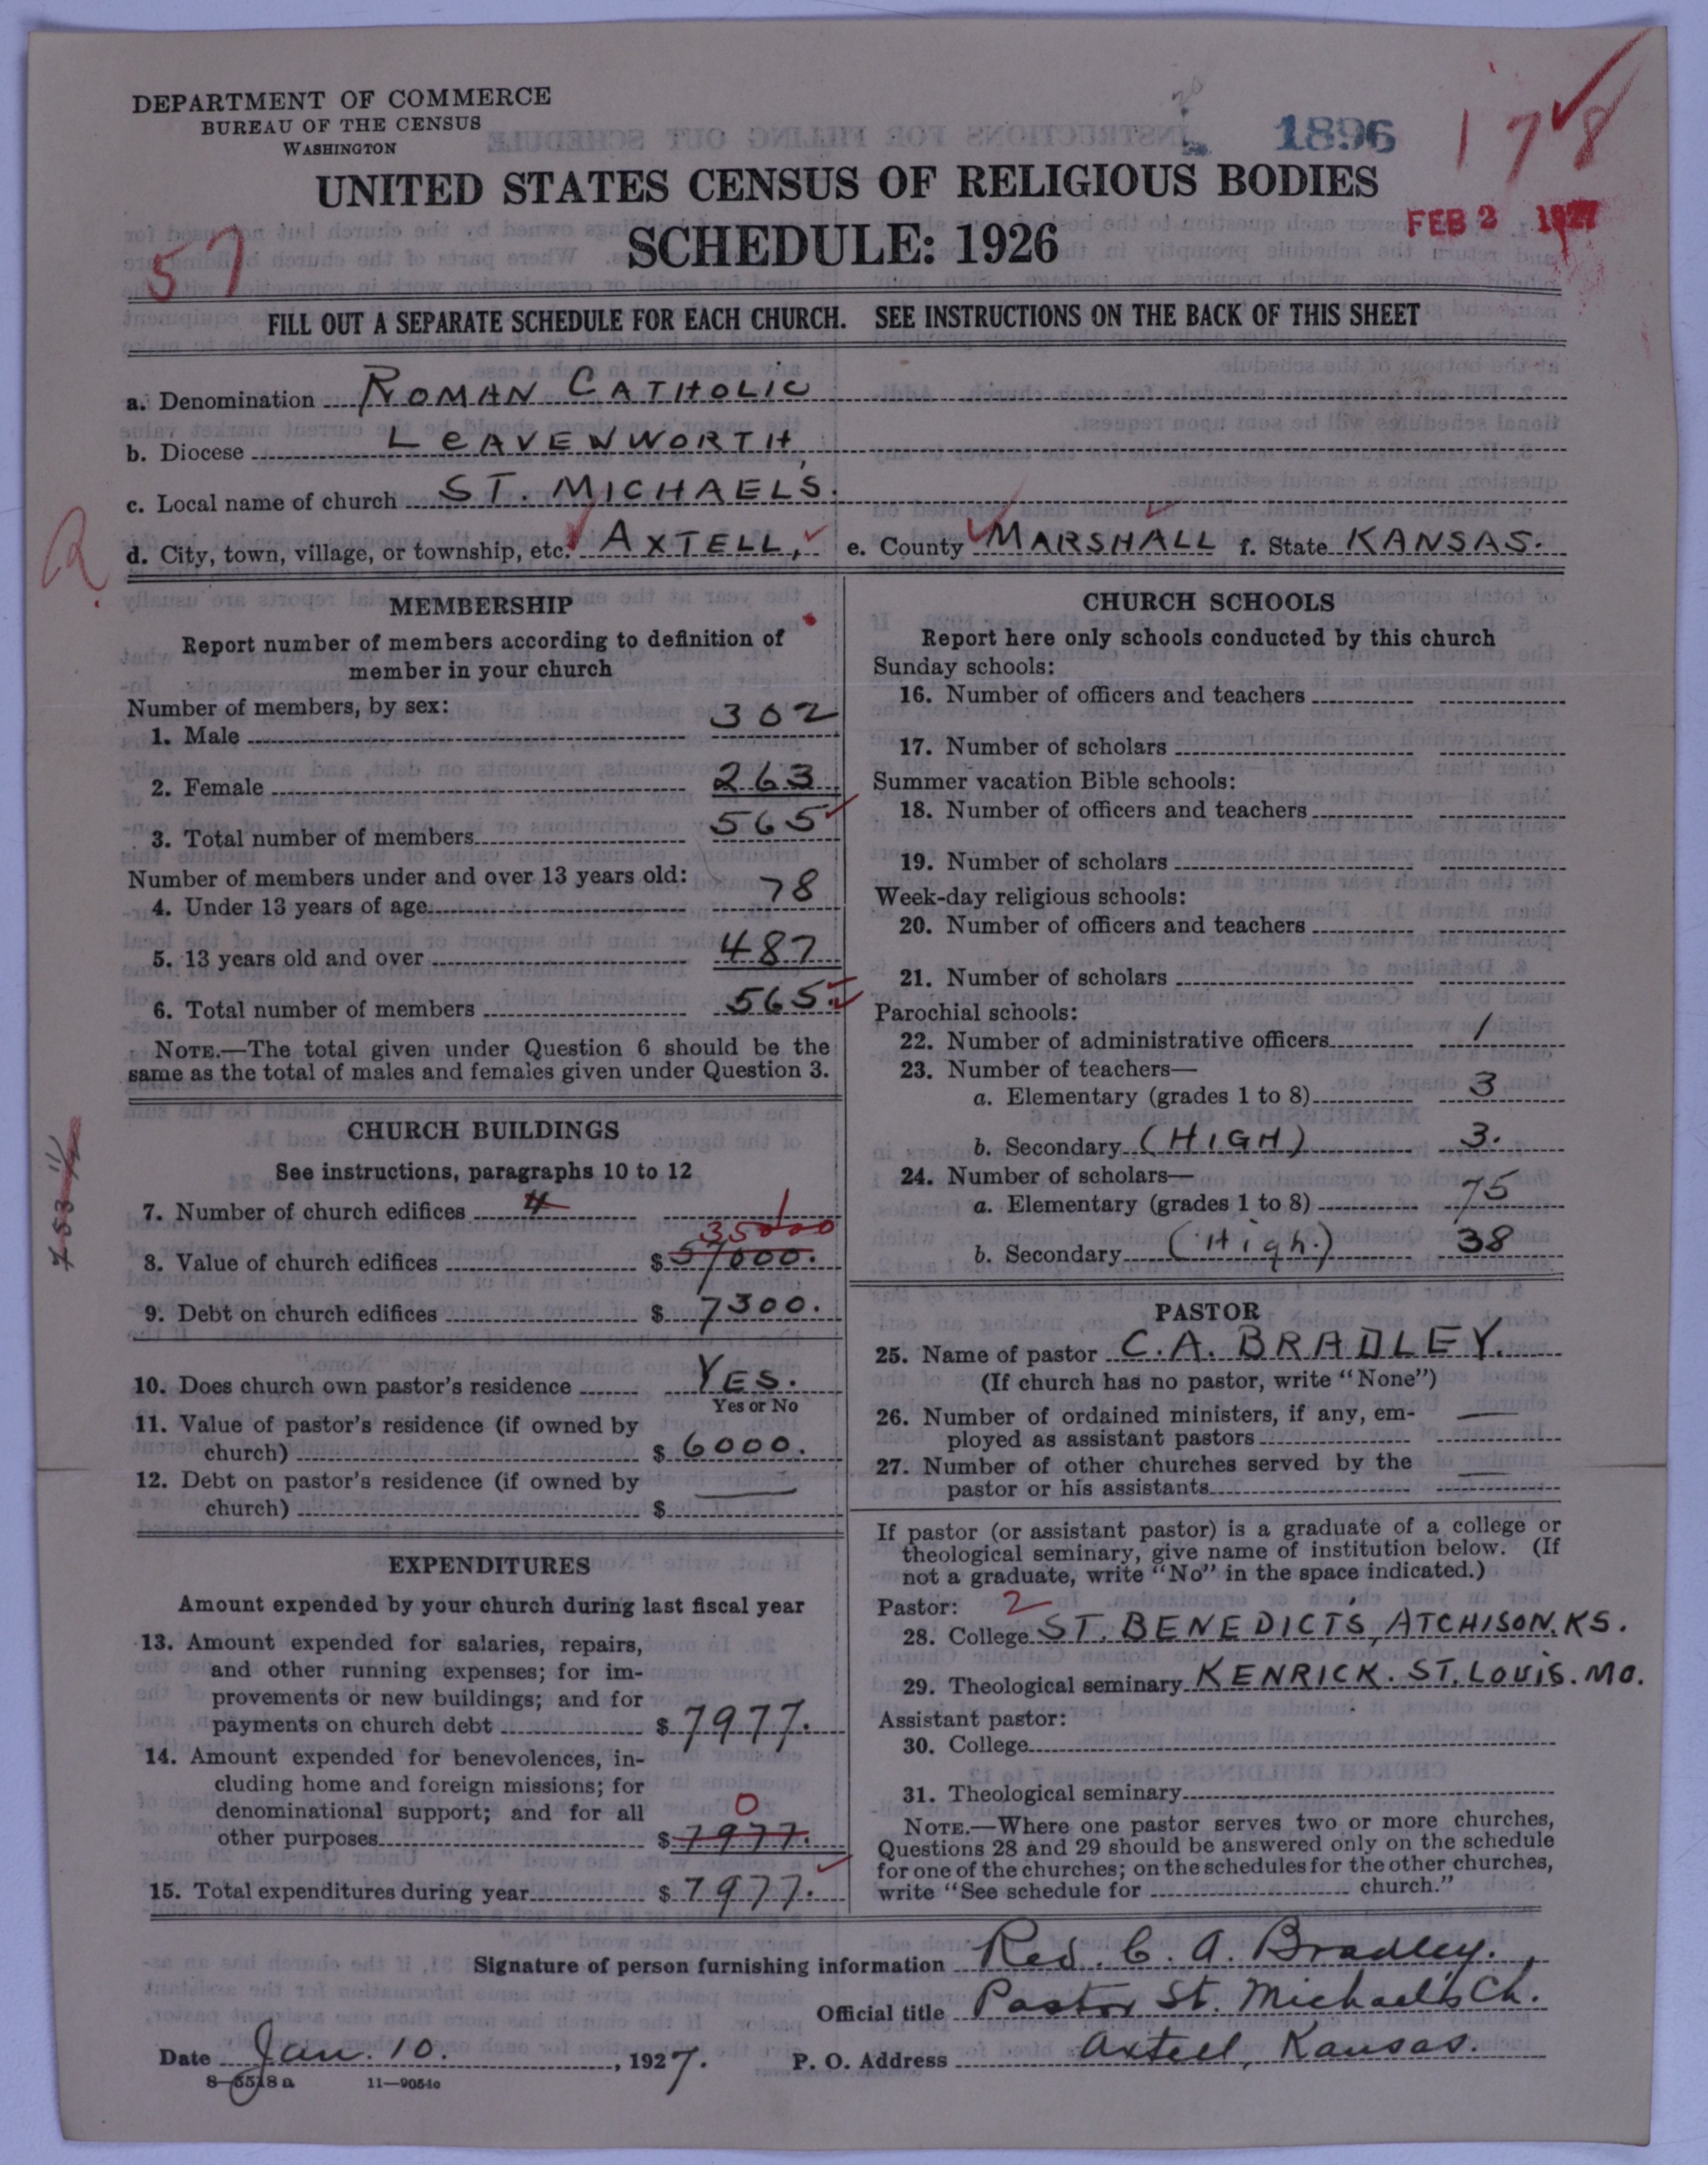 DEPARTMENT OF COMMERCE
BUREAU OF THE CENSUS
WASHINGTON
1896
178
UNITED STATES CENSUS OF RELIGIOUS BODIES
FEB 2 1927
SCHEDULE: 1926
57
FILL OUT A SEPARATE SCHEDULE FOR EACH CHURCH. SEE INSTRUCTIONS ON THE BACK OF THIS SHEET
a. Denomination ROMAN CATHOLIC
b. Diocese LEAVENWORTH,
c. Local name of church ST. MICHAELS.
d. City, town, village, or township, etc. AXTELL, e. County MARSHALL f. State KANSAS.
MEMBERSHIP
Report number of members according to definition of
member in your church
Number of members, by sex:
1. Male 302
2. Female 263
3. Total number of members 565
Number of members under and over 13 years old:
4. Under 13 years of age 78
5. 13 years old and over 487
6. Total number of members 565.
NOTE.—The total given under Question 6 should be the
same as the total of males and females given under Question 3.
CHURCH BUILDINGS
See instructions, paragraphs 10 to 12
7. Number of church edifices 4 1
35000
8. Value of church edifices $ 57000.
9. Debt on church edifices $ 7300.
10. Does church own pastor's residence YES.
Yes or No
11. Value of pastor's residence (if owned by
church) $ 6000.
12. Debt on pastor's residence (if owned by
church) $ —
EXPENDITURES
Amount expended by your church during last fiscal year
13. Amount expended for salaries, repairs,
and other running expenses; for im-
provements or new buildings; and for
payments on church debt $ 7977.
14. Amount expended for benevolences, in-
cluding home and foreign missions; for
denominational support; and for all
0
other purposes $ 7977.
15. Total expenditures during year $ 7977.
CHURCH SCHOOLS
Report here only schools conducted by this church
Sunday schools:
16. Number of officers and teachers
17. Number of scholars
Summer vacation Bible schools:
18. Number of officers and teachers
19. Number of scholars
Week-day religious schools:
20. Number of officers and teachers
21. Number of scholars
Parochial schools:
22. Number of administrative officers 1
23. Number of teachers—
a. Elementary (grades 1 to 8) 3
b. Secondary (HIGH) 3.
24. Number of scholars—
a. Elementary (grades 1 to 8) 75
b. Secondary (High.) 38
PASTOR
25. Name of pastor C.A. BRADLEY.
(If church has no pastor, write "None")
26. Number of ordained ministers, if any, em-
ployed as assistant pastors —
27. Number of other churches served by the
pastor or his assistants —
If pastor (or assistant pastor) is a graduate of a college or
theological seminary, give name of institution below. (If
not a graduate, write "No" in the space indicated.)
Pastor: 2
28. College ST. BENEDICT'S, ATCHISON, KS.
29. Theological seminary KENRICK. ST. LOUIS. MO.
Assistant pastor:
30. College
31. Theological seminary
NOTE.—Where one pastor serves two or more churches,
Questions 28 and 29 should be answered only on the schedule
for one of the churches; on the schedules for the other churches,
write "See schedule for church."
Signature of person furnishing information Rev. C. A. Bradley.
Official title Pastor St. Michael's Ch.
Date Jan. 10. , 1927. P. O. Address Axtell, Kansas.
8-5518a 11-9054c